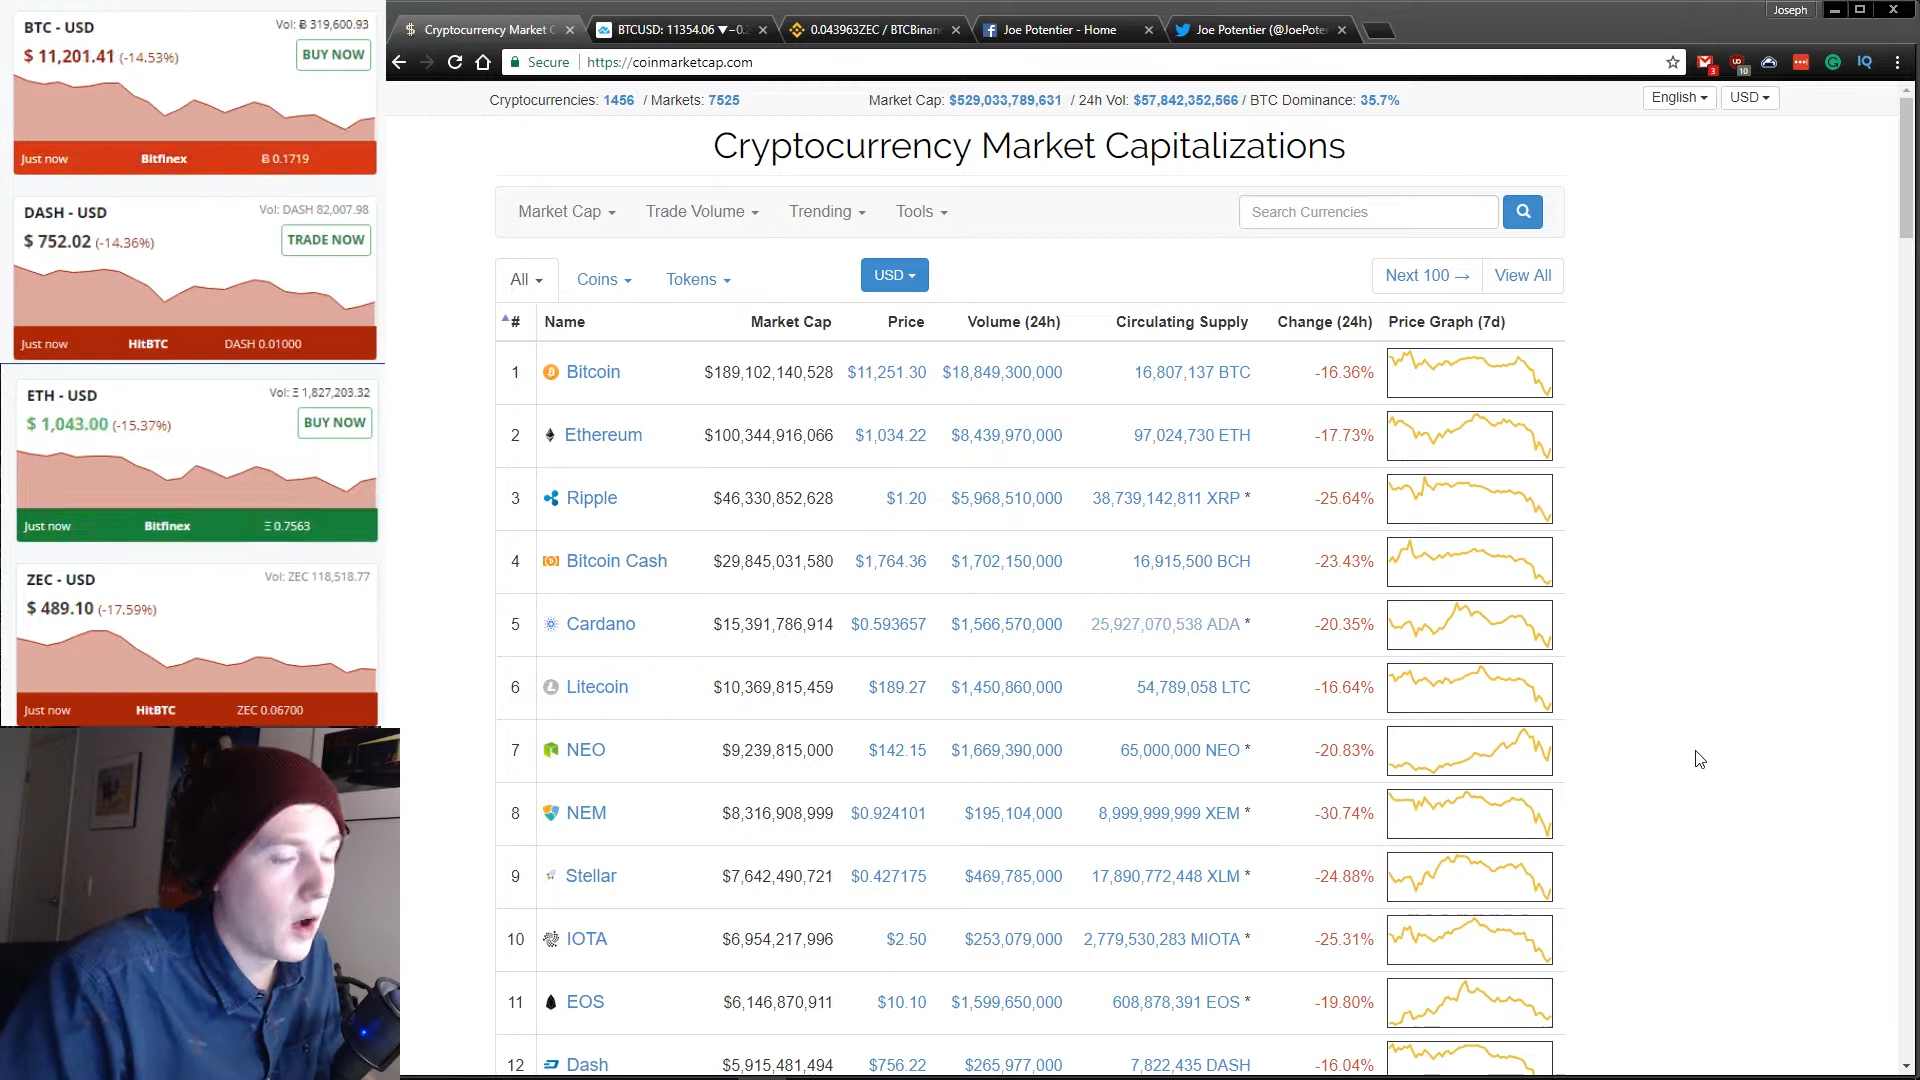 BTC - USD
Vol: Ƀ 319,600.93
$ 11,201.41 (-14.53%)
BUY NOW
Just now Bitfinex Ƀ 0.1719
DASH - USD
Vol: DASH 82,007.98
$ 752.02 (-14.36%)
TRADE NOW
Just now HitBTC DASH 0.01000
ETH - USD
Vol: Ξ 1,827,203.32
$ 1,043.00 (-15.37%)
BUY NOW
Just now Bitfinex Ξ 0.7563
ZEC - USD
Vol: ZEC 118,518.77
$ 489.10 (-17.59%)
Just now HitBTC ZEC 0.06700
Joseph
Cryptocurrency Market C
BTCUSD: 11354.06 ▼−0.
0.043963ZEC / BTCBinan
Joe Potentier - Home
Joe Potentier (@JoePote
Secure https://coinmarketcap.com
3
10
IQ
Cryptocurrencies: 1456 / Markets: 7525
Market Cap: $529,033,789,631 / 24h Vol: $57,842,352,566 / BTC Dominance: 35.7%
English
USD
Cryptocurrency Market Capitalizations
Market Cap Trade Volume Trending Tools
Search Currencies
All Coins Tokens USD
Next 100 → View All
# Name Market Cap Price Volume (24h) Circulating Supply Change (24h) Price Graph (7d)
1 Bitcoin $189,102,140,528 $11,251.30 $18,849,300,000 16,807,137 BTC -16.36%
2 Ethereum $100,344,916,066 $1,034.22 $8,439,970,000 97,024,730 ETH -17.73%
3 Ripple $46,330,852,628 $1.20 $5,968,510,000 38,739,142,811 XRP * -25.64%
4 Bitcoin Cash $29,845,031,580 $1,764.36 $1,702,150,000 16,915,500 BCH -23.43%
5 Cardano $15,391,786,914 $0.593657 $1,566,570,000 25,927,070,538 ADA * -20.35%
6 Litecoin $10,369,815,459 $189.27 $1,450,860,000 54,789,058 LTC -16.64%
7 NEO $9,239,815,000 $142.15 $1,669,390,000 65,000,000 NEO * -20.83%
8 NEM $8,316,908,999 $0.924101 $195,104,000 8,999,999,999 XEM * -30.74%
9 Stellar $7,642,490,721 $0.427175 $469,785,000 17,890,772,448 XLM * -24.88%
10 IOTA $6,954,217,996 $2.50 $253,079,000 2,779,530,283 MIOTA * -25.31%
11 EOS $6,146,870,911 $10.10 $1,599,650,000 608,878,391 EOS * -19.80%
12 Dash $5,915,481,494 $756.22 $265,977,000 7,822,435 DASH -16.04%